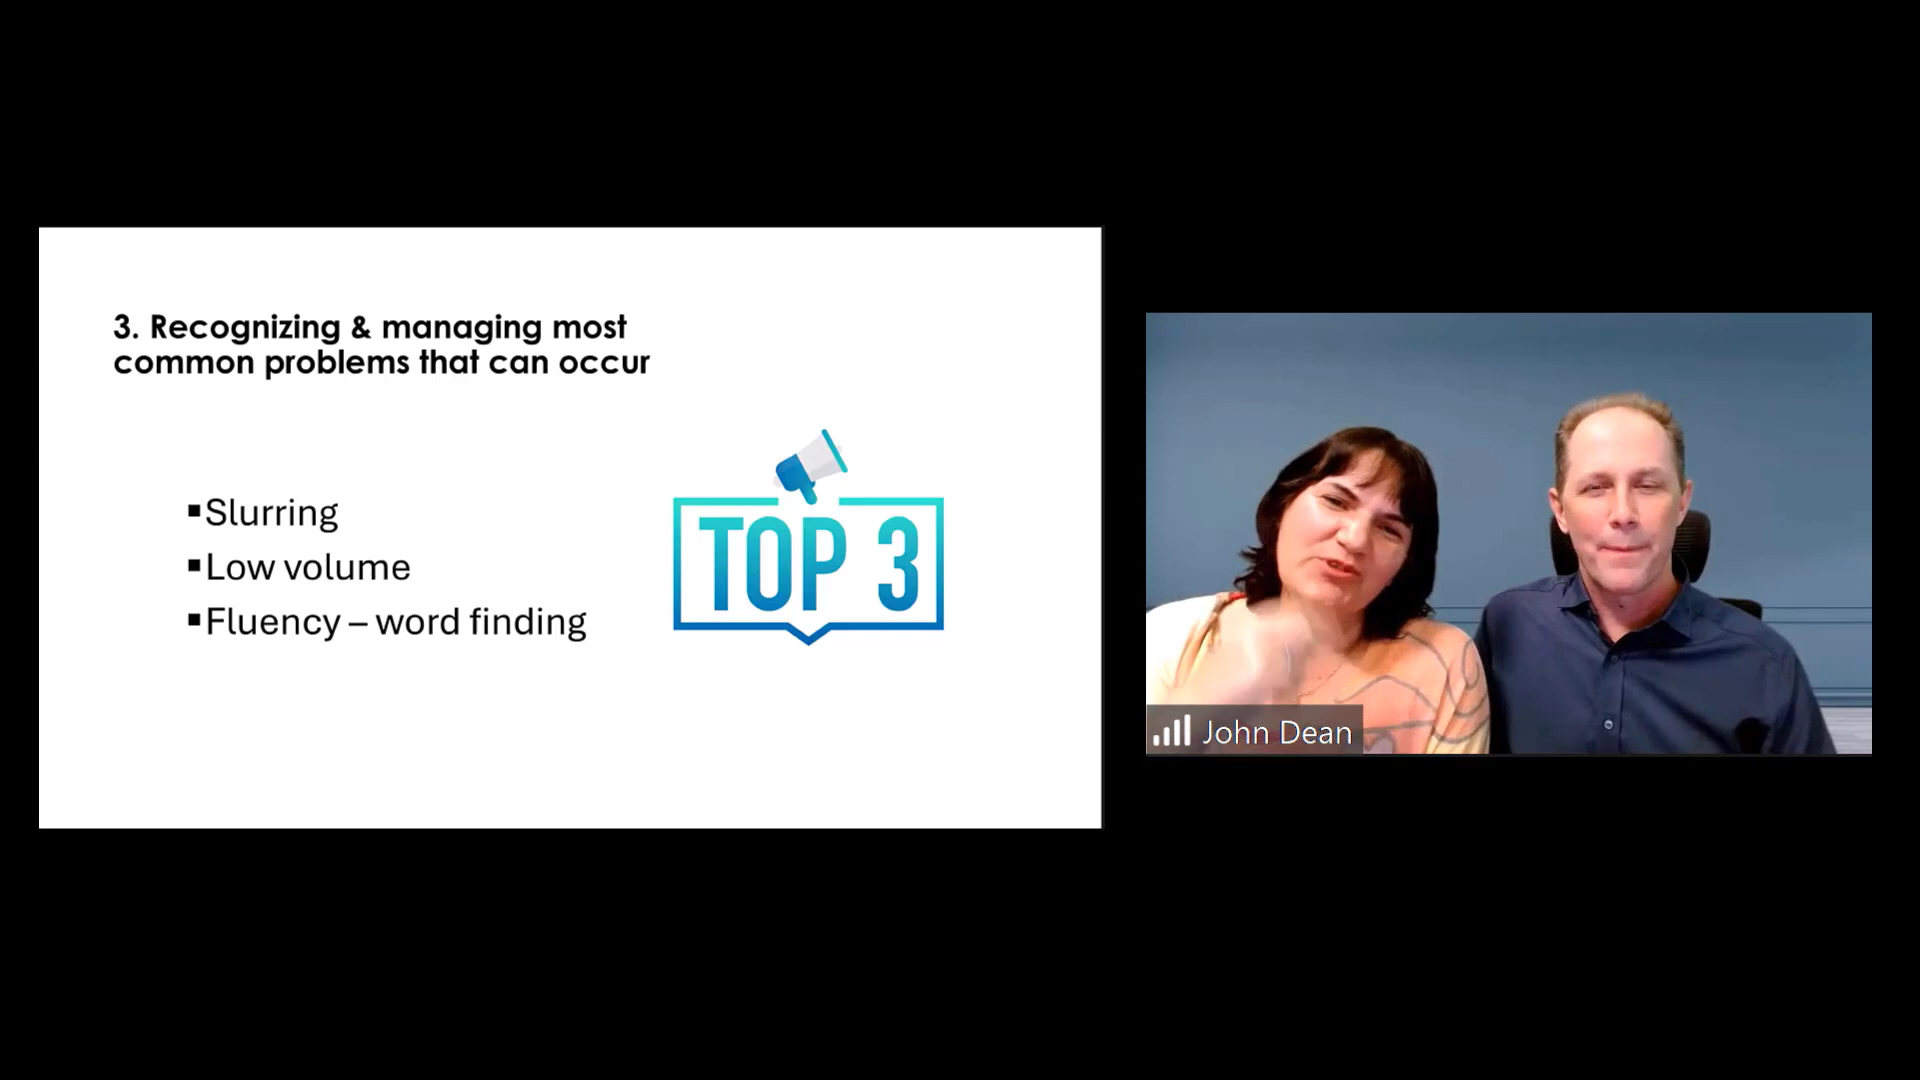 3. Recognizing & managing most
common problems that can occur
▪Slurring
▪Low volume
▪Fluency – word finding
TOP 3
John Dean